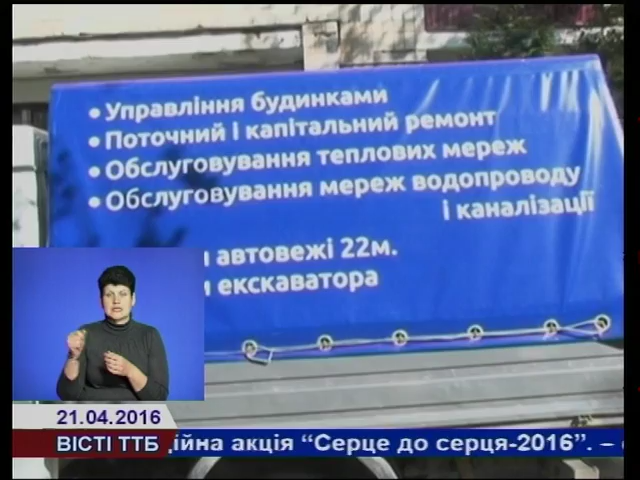 • Управління будинками
• Поточний і капітальний ремонт
• Обслуговування теплових мереж
• Обслуговування мереж водопроводу
і каналізації
автовежі 22м.
екскаватора
21.04.2016
ВІСТІ ТТБ
акція “Серце до серця-2016”. –